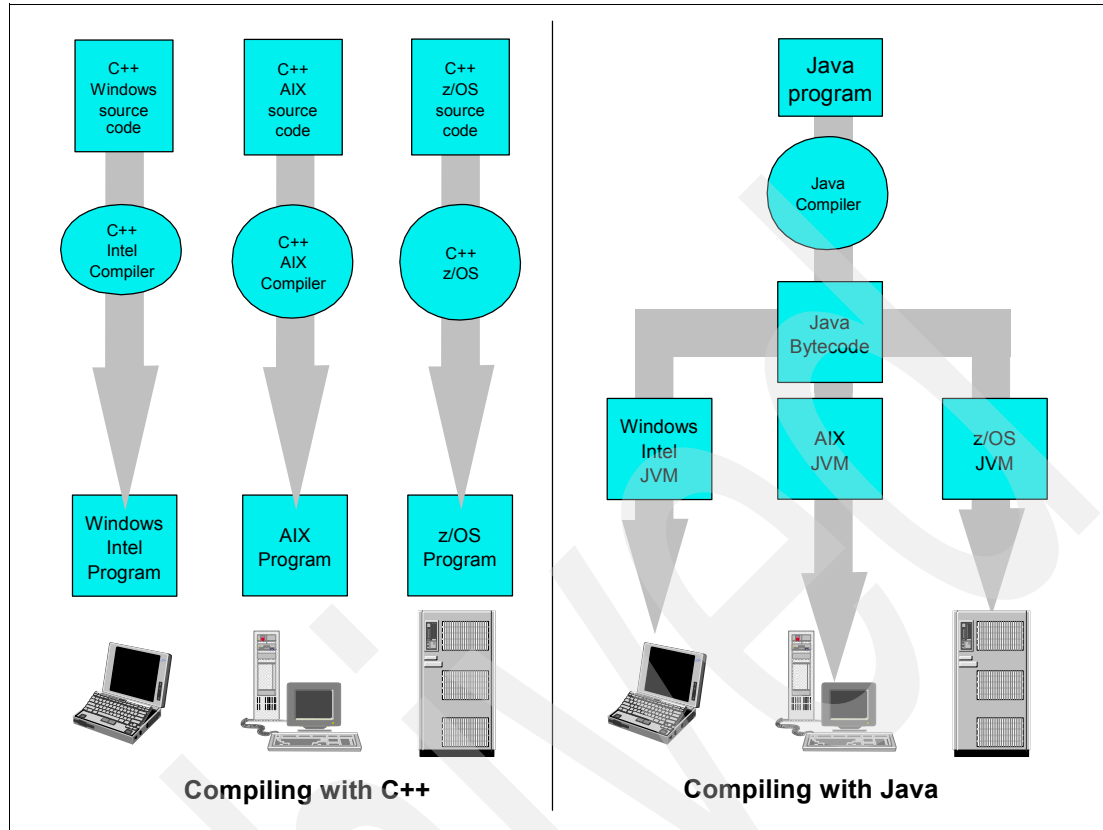 C++
Windows
source
code
C++
AIX
source
code
C++
z/OS
source
code
C++
Intel
Compiler
C++
AIX
Compiler
C++
z/OS
Windows
Intel
Program
AIX
Program
z/OS
Program
Compiling with C++
Java
program
Java
Compiler
Java
Bytecode
Windows
Intel
JVM
AIX
JVM
z/OS
JVM
Compiling with Java